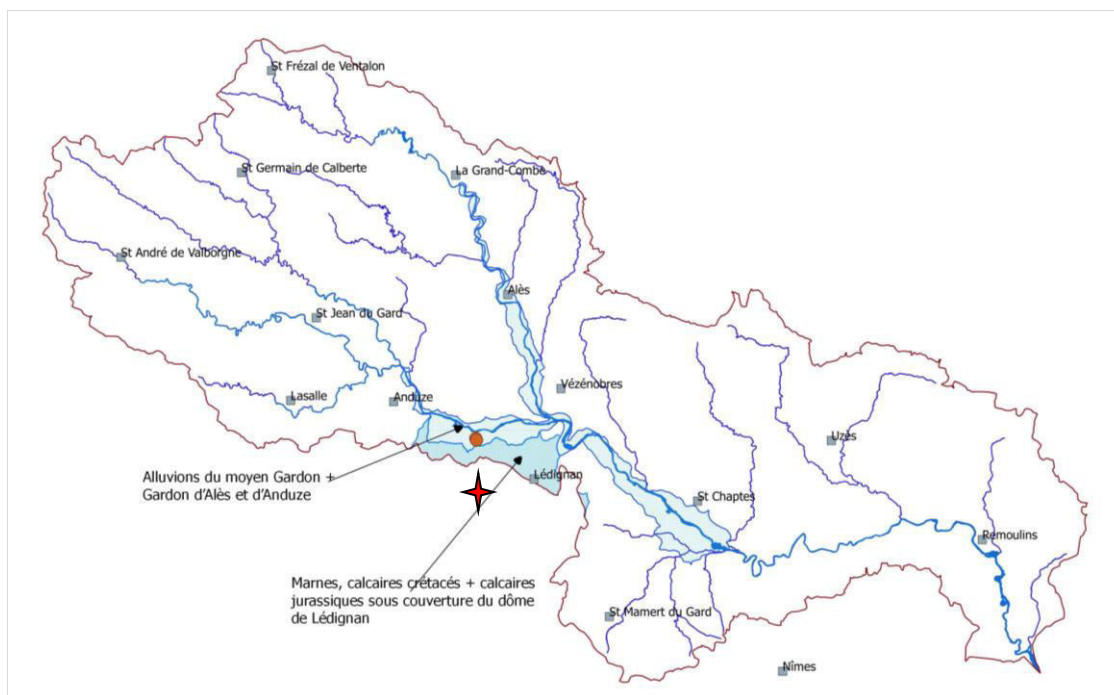 St Frézal de Ventalon
St Germain de Calberte
La Grand-Combe
St André de Valborgne
Alès
St Jean du Gard
Vézénobres
Lasalle
Anduze
Uzès
Alluvions du moyen Gardon +
Gardon d'Alès et d'Anduze
Lédignan
St Chaptes
Remoulins
Marnes, calcaires crétacés + calcaires
jurassiques sous couverture du dôme
de Lédignan
St Mamert du Gard
Nîmes